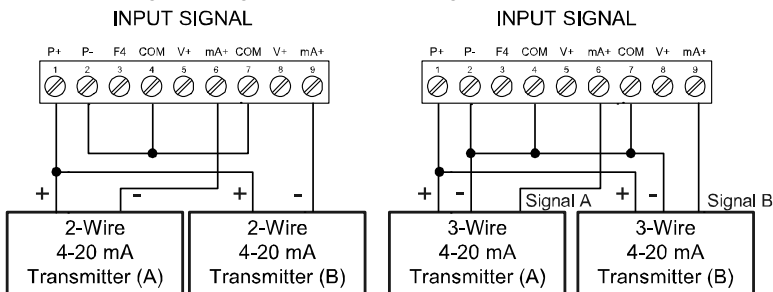 INPUT SIGNAL
P+ P- F4 COM V+ mA+ COM V+ mA+
1 2 3 4 5 6 7 8 9
+ - + -
2-Wire
4-20 mA
Transmitter (A)
2-Wire
4-20 mA
Transmitter (B)
INPUT SIGNAL
P+ P- F4 COM V+ mA+ COM V+ mA+
1 2 3 4 5 6 7 8 9
+ - Signal A + - Signal B
3-Wire
4-20 mA
Transmitter (A)
3-Wire
4-20 mA
Transmitter (B)